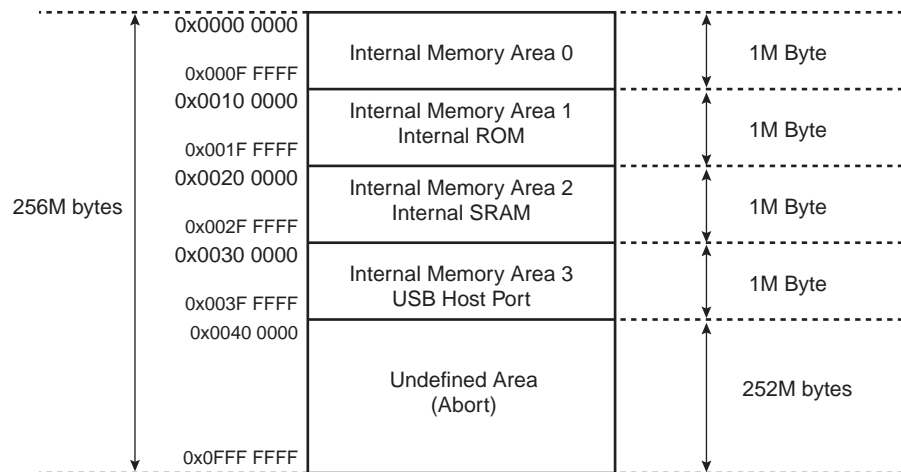 0x0000 0000
Internal Memory Area 0
1M Byte
0x000F FFFF
0x0010 0000
Internal Memory Area 1
Internal ROM
1M Byte
0x001F FFFF
0x0020 0000
256M bytes
Internal Memory Area 2
Internal SRAM
1M Byte
0x002F FFFF
0x0030 0000
Internal Memory Area 3
USB Host Port
1M Byte
0x003F FFFF
0x0040 0000
Undefined Area
(Abort)
252M bytes
0x0FFF FFFF